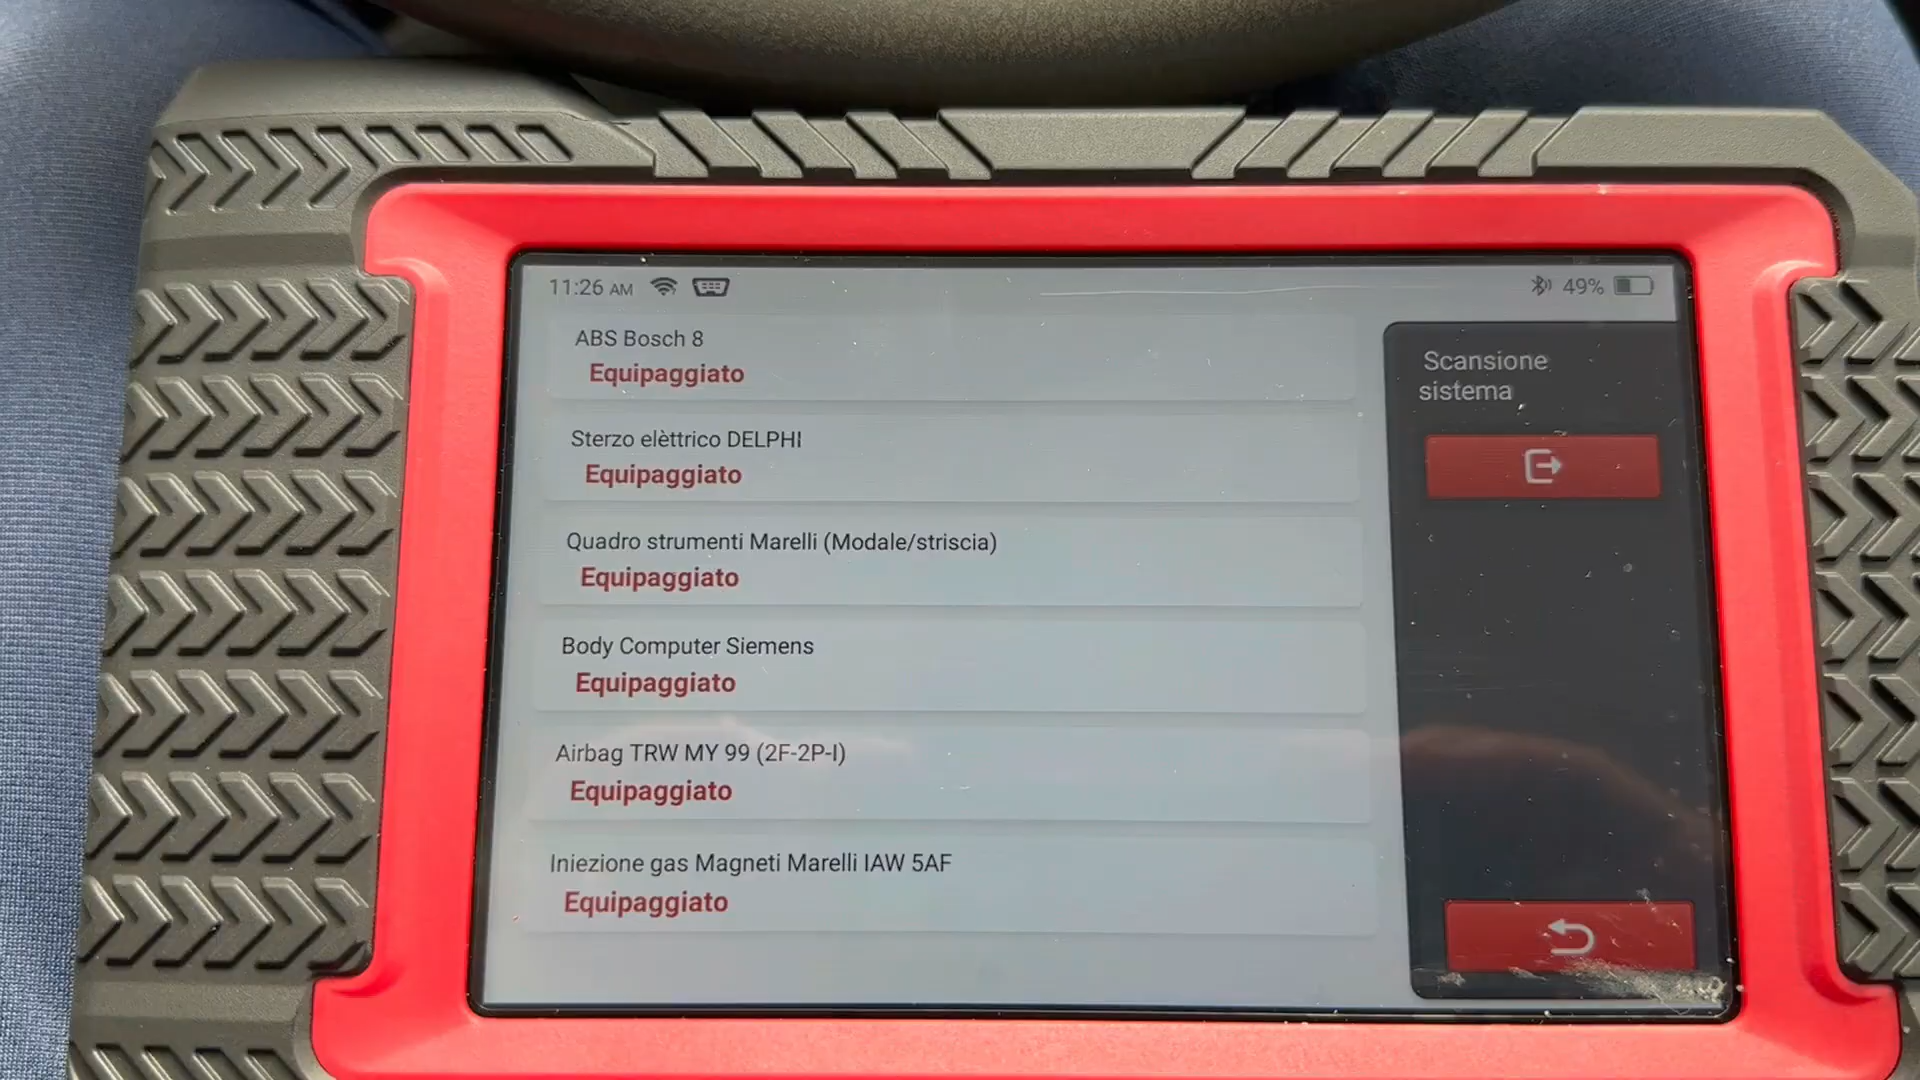 11:26 AM
49%
ABS Bosch 8
Equipaggiato
Sterzo elèttrico DELPHI
Equipaggiato
Quadro strumenti Marelli (Modale/striscia)
Equipaggiato
Body Computer Siemens
Equipaggiato
Airbag TRW MY 99 (2F-2P-I)
Equipaggiato
Iniezione gas Magneti Marelli IAW 5AF
Equipaggiato
Scansione
sistema